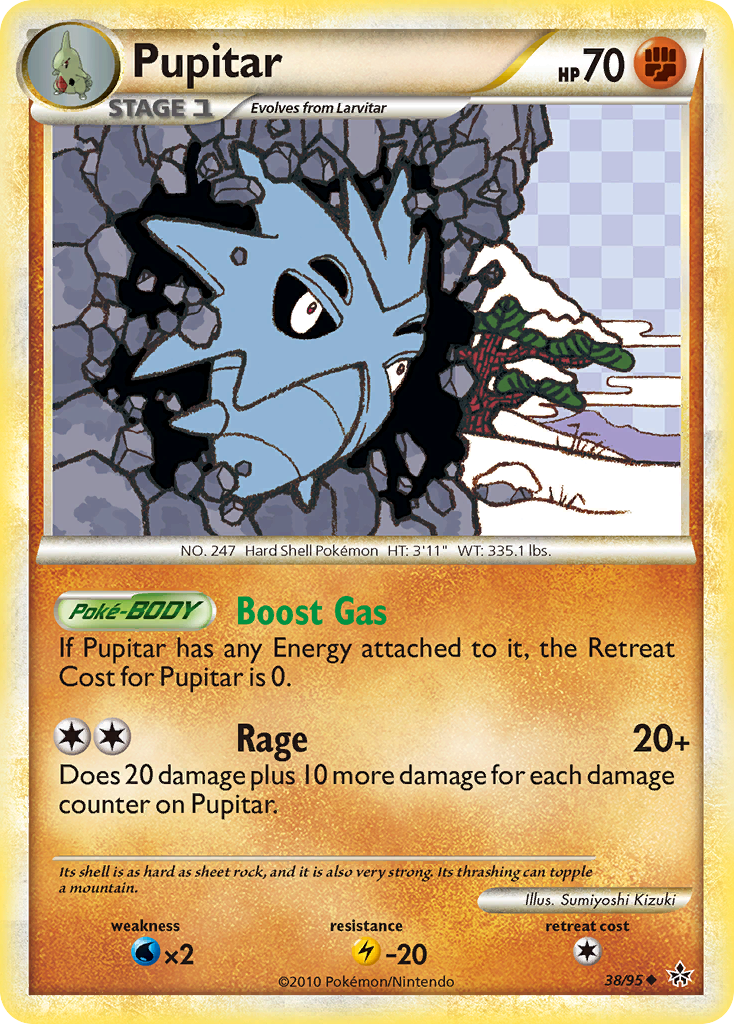 Pupitar
HP 70
STAGE 1
Evolves from Larvitar
NO. 247 Hard Shell Pokémon HT: 3'11" WT: 335.1 lbs.
Poké-BODY Boost Gas
If Pupitar has any Energy attached to it, the Retreat
Cost for Pupitar is 0.
Rage 20+
Does 20 damage plus 10 more damage for each damage
counter on Pupitar.
Its shell is as hard as sheet rock, and it is also very strong. Its thrashing can topple
a mountain.
Illus. Sumiyoshi Kizuki
weakness resistance retreat cost
×2 -20
©2010 Pokémon/Nintendo
38/95